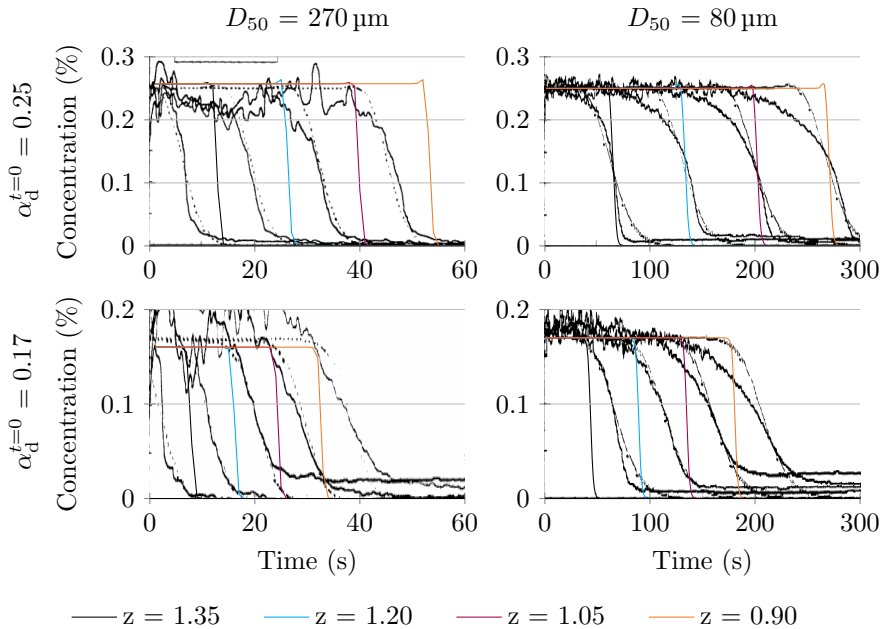 D₅₀ = 270 µm D₅₀ = 80 µm
α_d^{t=0} = 0.25
Concentration (%)
0.3
0.2
0.1
0
0 20 40 60
0.3
0.2
0.1
0
0 100 200 300
α_d^{t=0} = 0.17
Concentration (%)
0.2
0.1
0
0 20 40 60
Time (s)
0.2
0.1
0
0 100 200 300
Time (s)
z = 1.35 z = 1.20 z = 1.05 z = 0.90